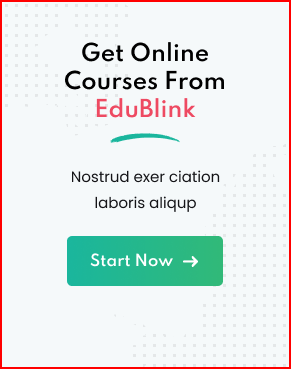 Get Online
Courses From
EduBlink
Nostrud exer ciation
laboris aliqup
Start Now →